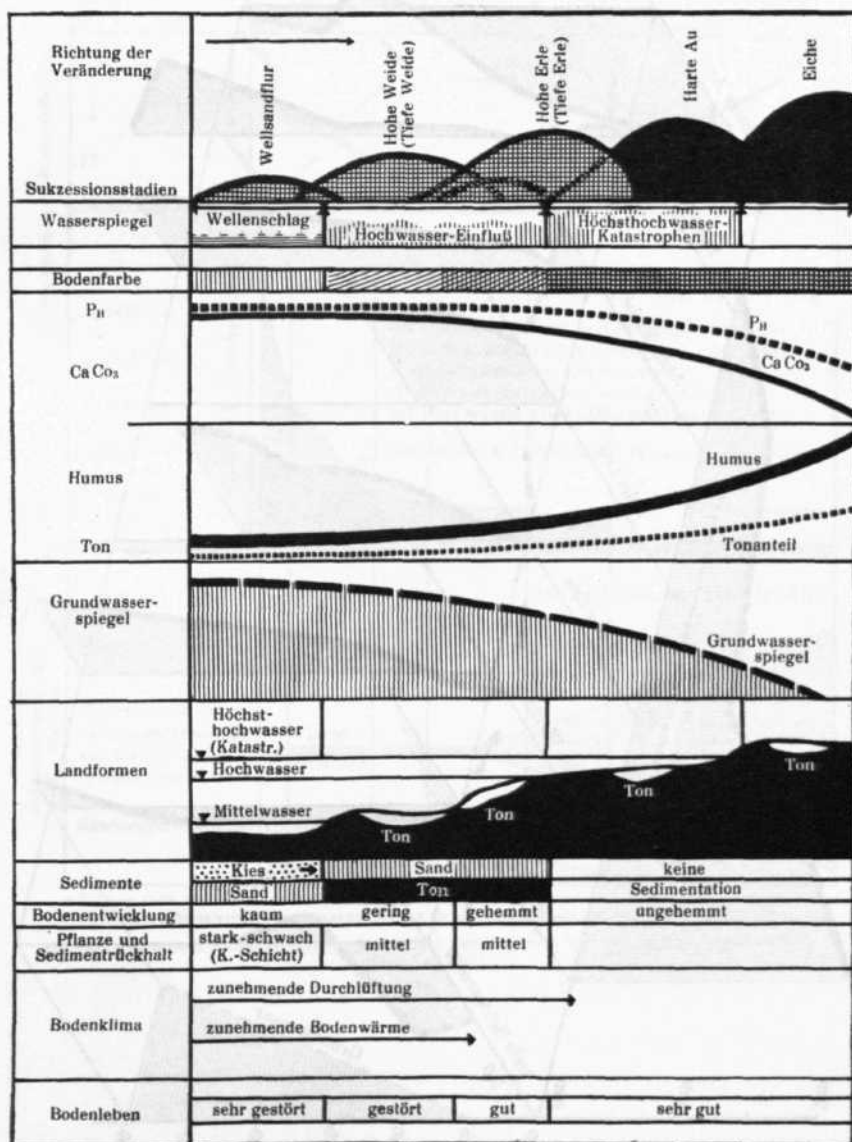 Richtung der
Veränderung
Wellsandflur
Hohe Weide
(Tiefe Weide)
Hohe Erle
(Tiefe Erle)
Harte Au
Eiche
Sukzessionsstadien
Wasserspiegel
Wellenschlag
Hochwasser-Einfluß
Höchsthochwasser-
Katastrophen
Bodenfarbe
PH
PH
Ca Co₃
Ca Co₃
Humus
Humus
Ton
Tonanteil
Grundwasser-
spiegel
Grundwasser-
spiegel
Landformen
Höchst-
hochwasser
(Katastr.)
Hochwasser
Mittelwasser
Ton
Ton
Ton
Ton
Sedimente
Kies
Sand
keine
Sand
Ton
Sedimentation
Bodenentwicklung
kaum
gering
gehemmt
ungehemmt
Pflanze und
Sedimentrückhalt
stark-schwach
(K.-Schicht)
mittel
mittel
Bodenklima
zunehmende Durchlüftung
zunehmende Bodenwärme
Bodenleben
sehr gestört
gestört
gut
sehr gut